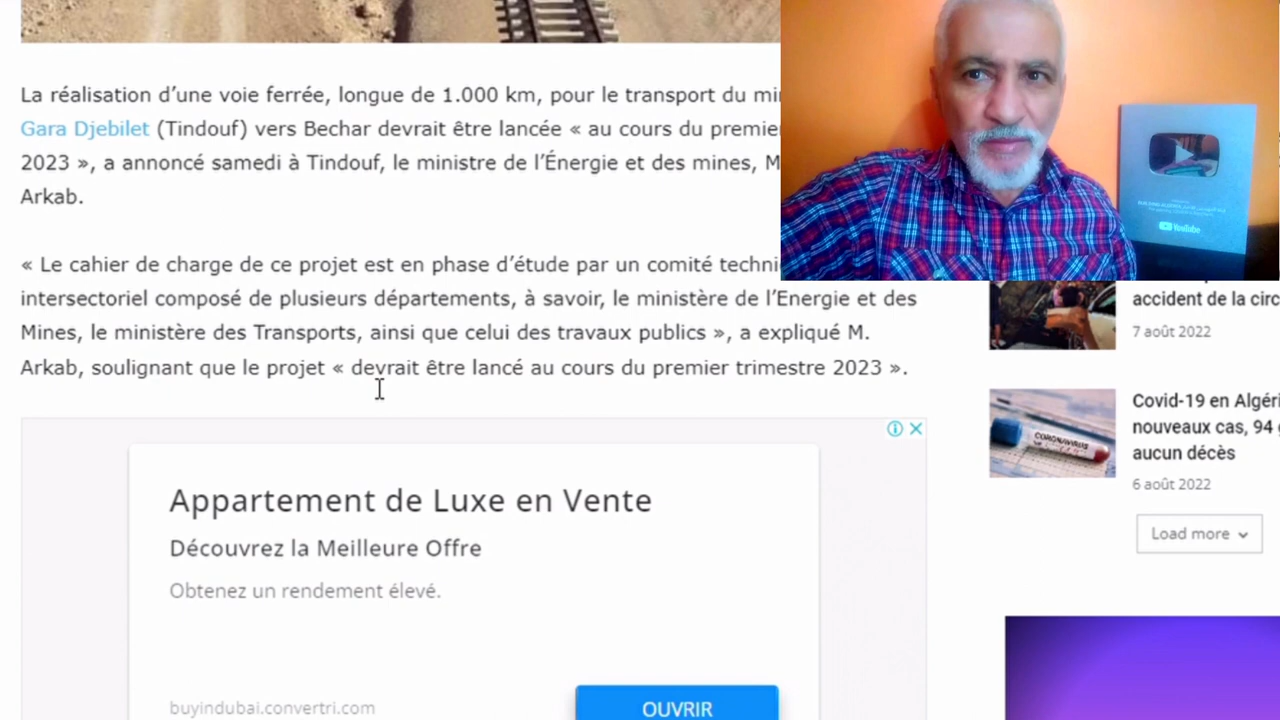 La réalisation d’une voie ferrée, longue de 1.000 km, pour le transport du
Gara Djebilet (Tindouf) vers Bechar devrait être lancée « au cours du premier
2023 », a annoncé samedi à Tindouf, le ministre de l’Énergie et des mines, M
Arkab.
« Le cahier de charge de ce projet est en phase d’étude par un comité
intersectoriel composé de plusieurs départements, à savoir, le ministère de l’Energie et des
Mines, le ministère des Transports, ainsi que celui des travaux publics », a expliqué M.
Arkab, soulignant que le projet « devrait être lancé au cours du premier trimestre 2023 ».
Appartement de Luxe en Vente
Découvrez la Meilleure Offre
Obtenez un rendement élevé.
buyindubai.convertri.com
OUVRIR
YouTube
accident de la
7 août 2022
CORONAVIRUS
Covid-19 en
nouveaux cas, 94
aucun décès
6 août 2022
Load more